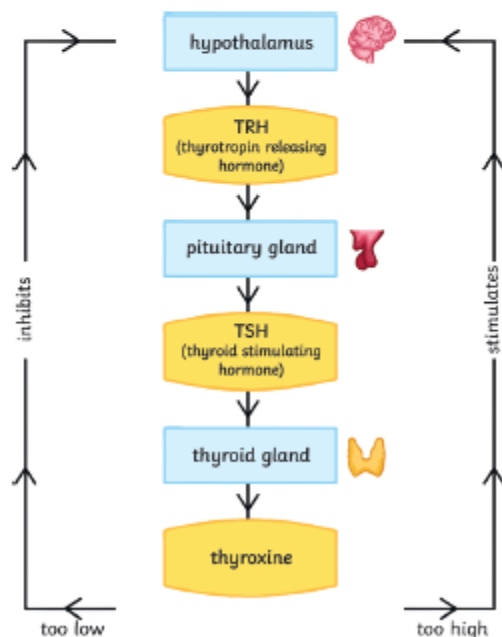 hypothalamus
TRH
(thyrotropin releasing
hormone)
pituitary gland
inhibits
stimulates
TSH
(thyroid stimulating
hormone)
thyroid gland
thyroxine
too low
too high